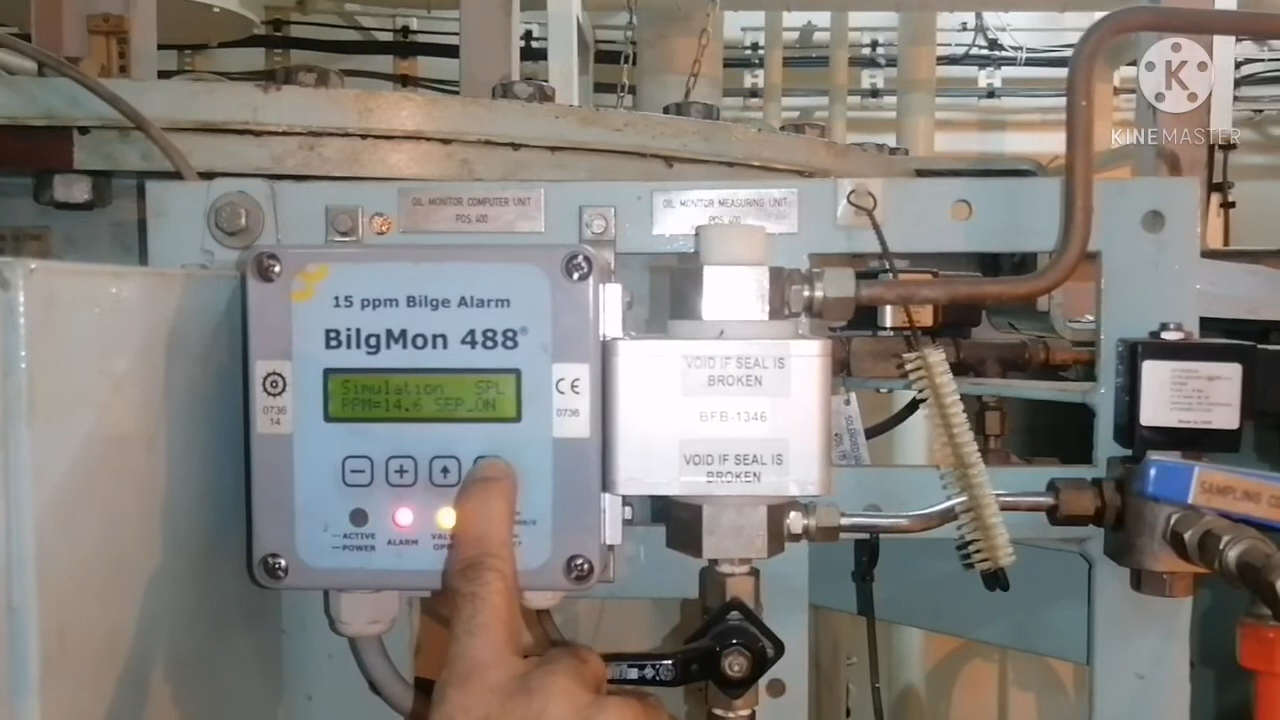 KINEMASTER
OIL MONITOR COMPUTER UNIT
POS. 400
OIL MONITOR MEASURING UNIT
POS. 400
15 ppm Bilge Alarm
BilgMon 488®
Simulation SPL
PPM=14.6 SEP_ON
0736
14
CE
0736
ACTIVE
POWER
ALARM
VOID IF SEAL IS
BROKEN
BFB-1346
VOID IF SEAL IS
BROKEN
SAMPLING